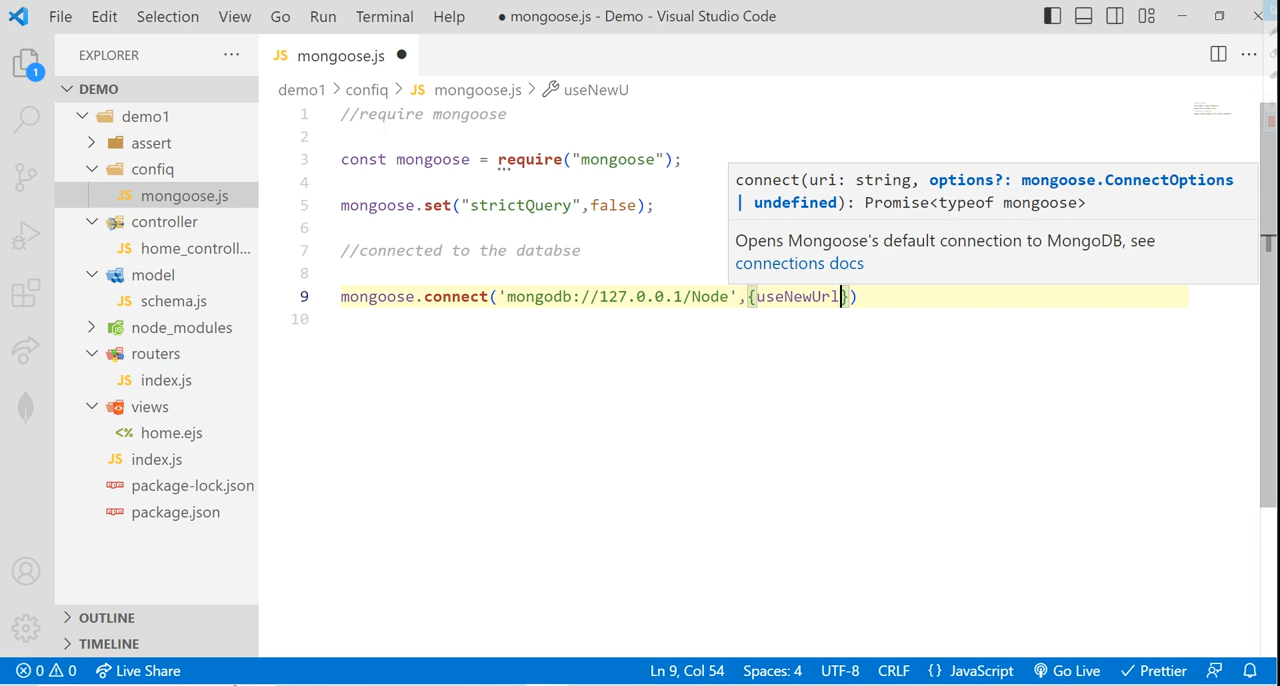 File Edit Selection View Go Run Terminal Help ● mongoose.js - Demo - Visual Studio Code
EXPLORER ···
JS mongoose.js ●
1
DEMO
demo1
assert
confiq
JS mongoose.js
controller
JS home_controll...
model
JS schema.js
node_modules
routers
JS index.js
views
<% home.ejs
JS index.js
package-lock.json
package.json
OUTLINE
TIMELINE
demo1 > confiq > JS mongoose.js > useNewU
1 //require mongoose
2
3 const mongoose = require("mongoose");
4
5 mongoose.set("strictQuery",false);
6
7 //connected to the databse
8
9 mongoose.connect('mongodb://127.0.0.1/Node',{useNewUrl})
10
connect(uri: string, options?: mongoose.ConnectOptions
| undefined): Promise<typeof mongoose>
Opens Mongoose's default connection to MongoDB, see
connections docs
0 0 Live Share Ln 9, Col 54 Spaces: 4 UTF-8 CRLF {} JavaScript Go Live Prettier